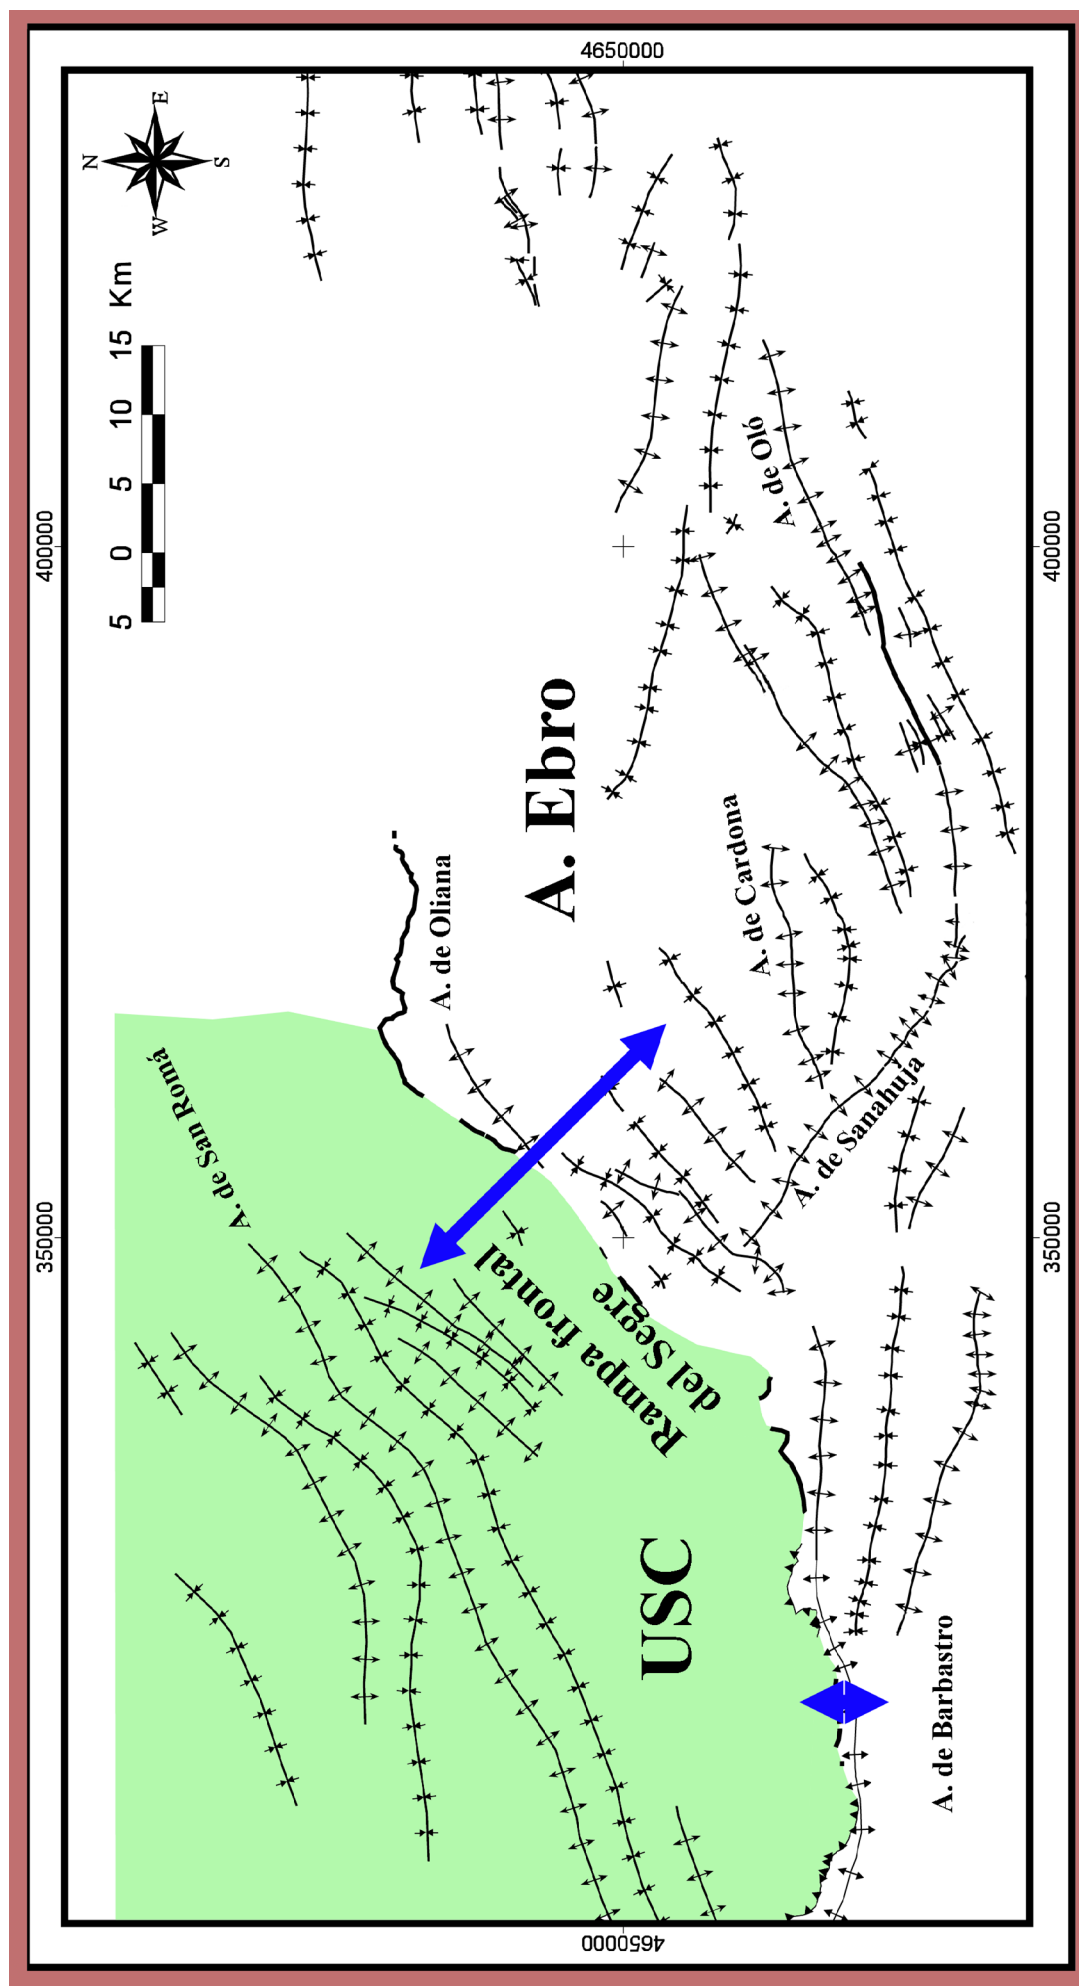 4650000
N
E
S
W
5 0 5 10 15 Km
400000
400000
A. de Oló
A. Ebro
A. de Cardona
A. de Oliana
A. de San Romá
A. de Sanahuja
350000
350000
Rampa frontal
del Segre
USC
A. de Barbastro
4650000